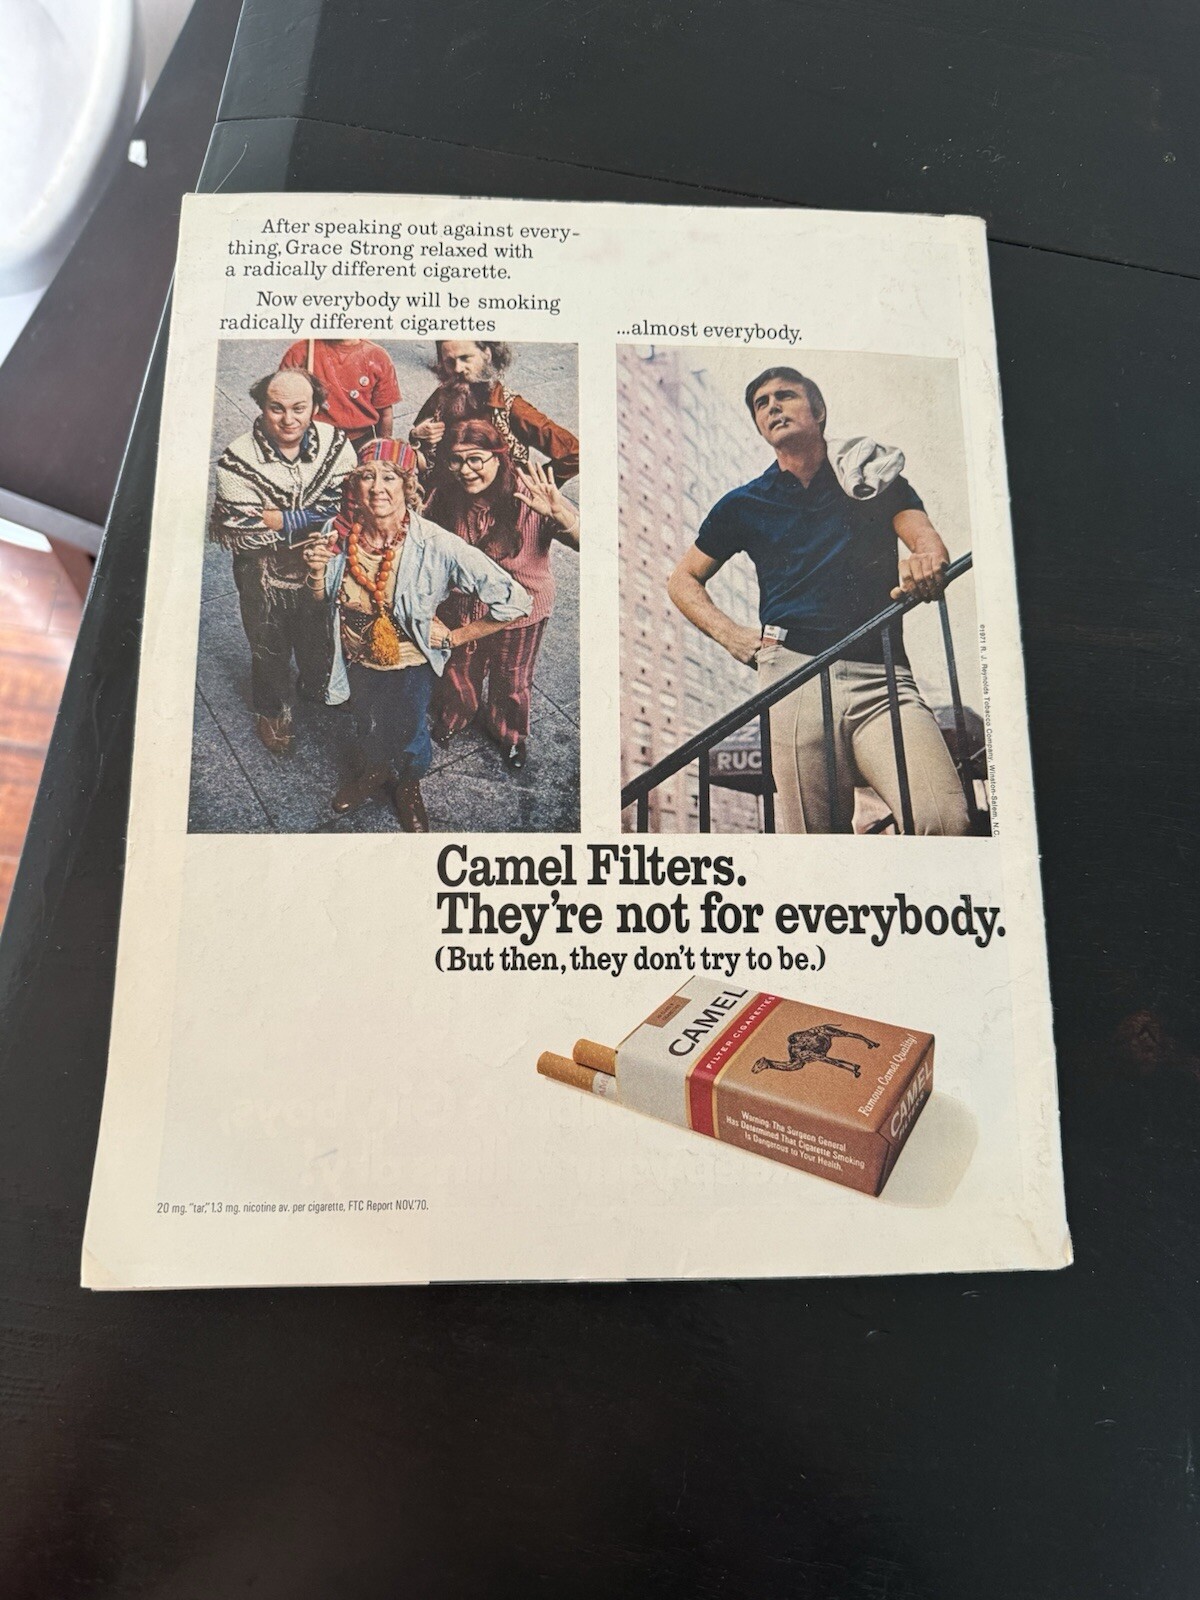 After speaking out against every-
thing, Grace Strong relaxed with
a radically different cigarette.
Now everybody will be smoking
radically different cigarettes
...almost everybody.
RUC
©1971 R. J. Reynolds Tobacco Company, Winston-Salem, N.C.
Camel Filters.
They're not for everybody.
(But then, they don't try to be.)
CAMEL
FILTER CIGARETTES
Famous Camel Quality!
CAMEL
FILTERS
Warning: The Surgeon General
Has Determined That Cigarette Smoking
Is Dangerous to Your Health.
20 mg. "tar," 1.3 mg. nicotine av. per cigarette, FTC Report NOV.'70.